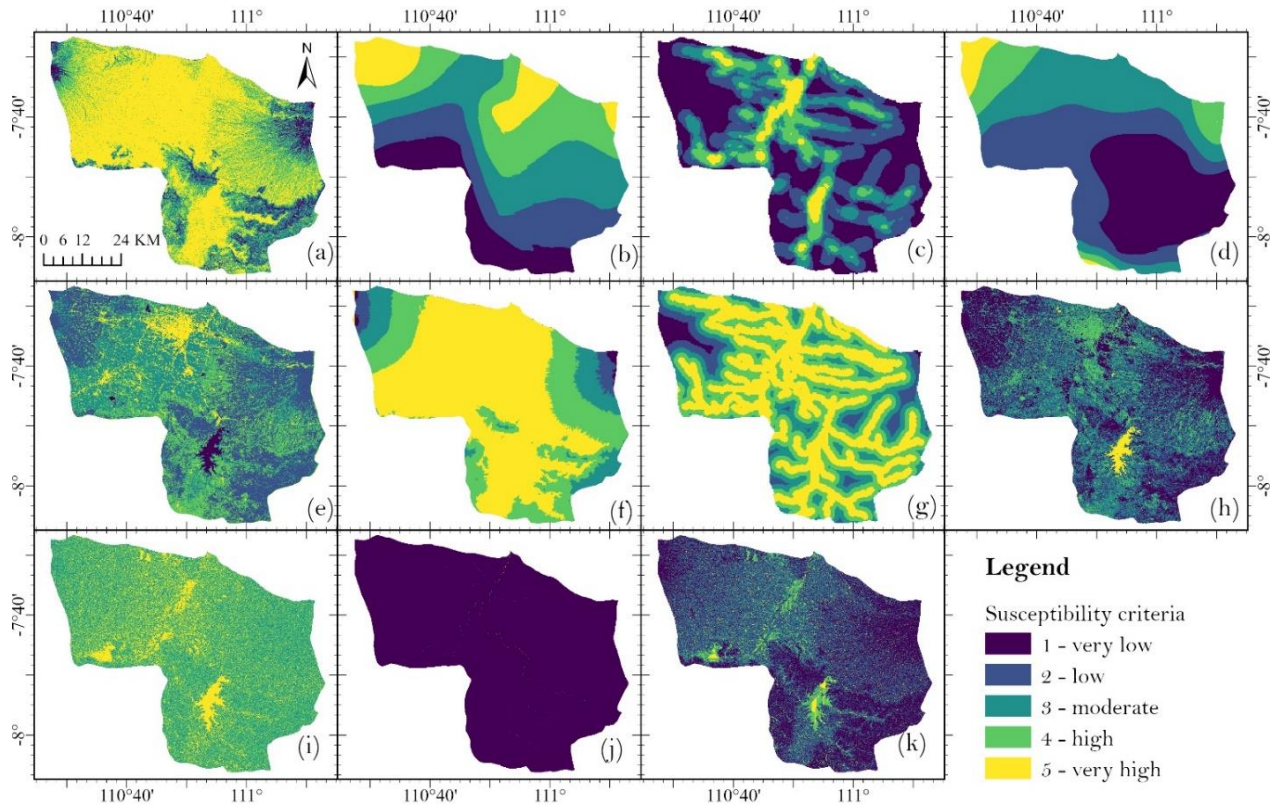 110°40' 111° 110°40' 111° 110°40' 111° 110°40' 111°
N
-7°40' -7°40'
-8° -8°
0 6 12 24 KM
(a) (b) (c) (d)
-7°40' -7°40'
-8° -8°
(e) (f) (g) (h)
-7°40'
-8°
(i) (j) (k)
110°40' 111° 110°40' 111° 110°40' 111°
Legend
Susceptibility criteria
1 - very low
2 - low
3 - moderate
4 - high
5 - very high